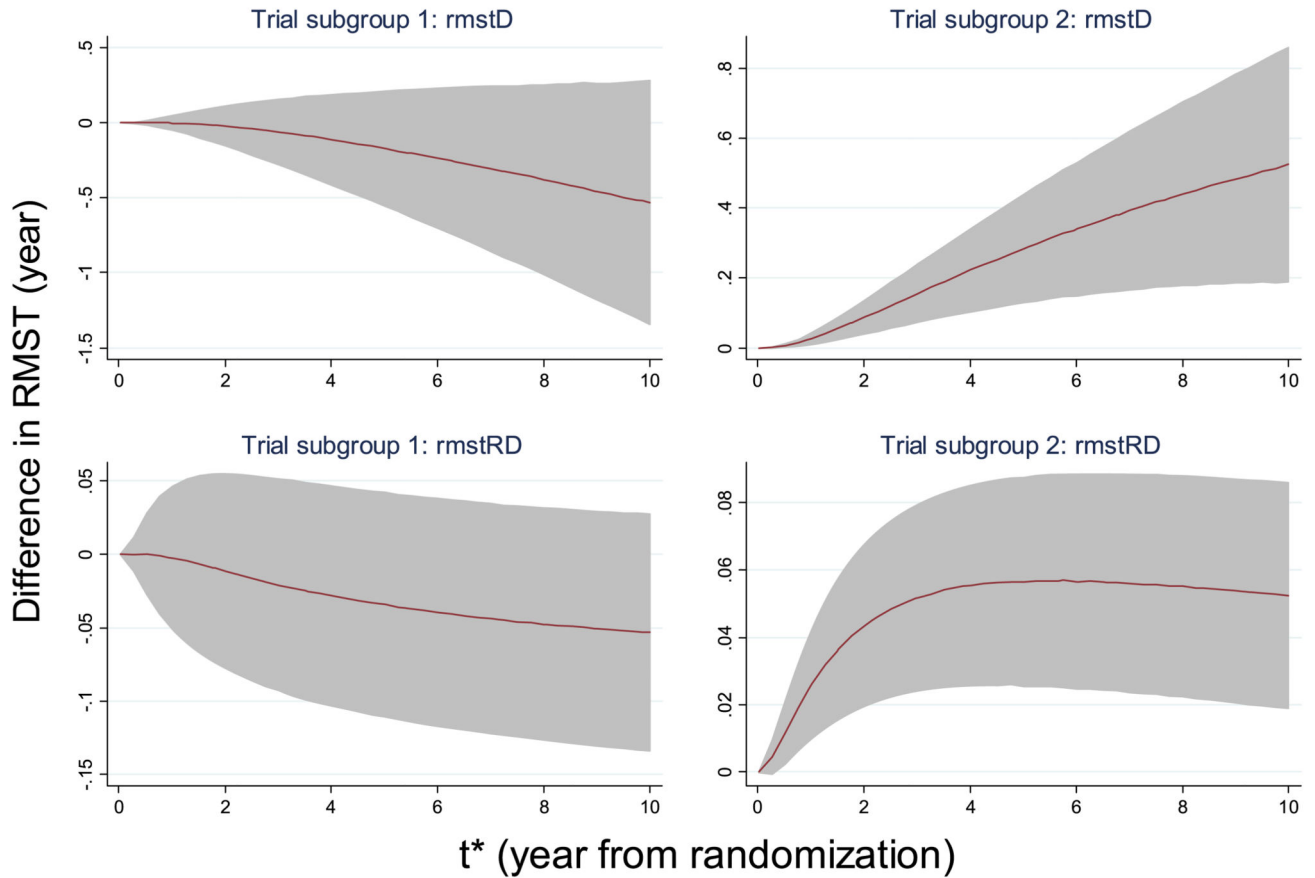 Trial subgroup 1: rmstD
Trial subgroup 2: rmstD
.5
0
-.5
-1
-1.5
0 2 4 6 8 10
.8
.6
.4
.2
0
0 2 4 6 8 10
Difference in RMST (year)
Trial subgroup 1: rmstRD
Trial subgroup 2: rmstRD
.05
0
-.05
-.1
-.15
0 2 4 6 8 10
.08
.06
.04
.02
0
0 2 4 6 8 10
t* (year from randomization)